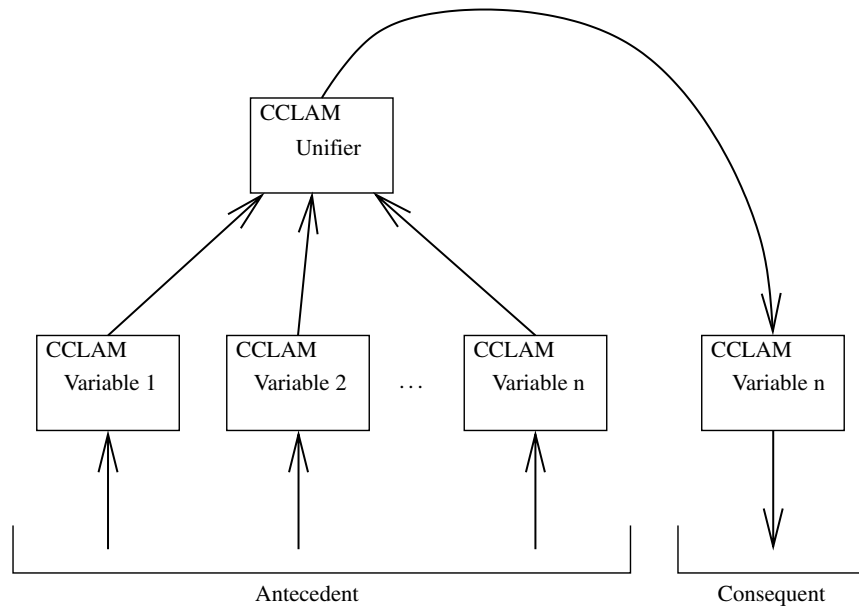 CCLAM
Unifier
CCLAM
Variable 1
CCLAM
Variable 2
...
CCLAM
Variable n
CCLAM
Variable n
Antecedent
Consequent